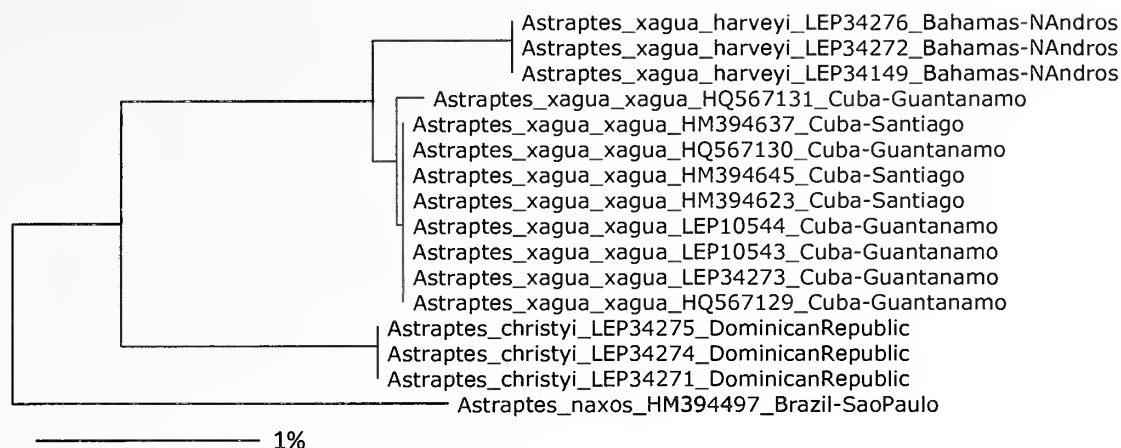 Astraptes_xagua_harveyi_LEP34276_Bahamas-NAndros
Astraptes_xagua_harveyi_LEP34272_Bahamas-NAndros
Astraptes_xagua_harveyi_LEP34149_Bahamas-NAndros
Astraptes_xagua_xagua_HQ567131_Cuba-Guantanamo
Astraptes_xagua_xagua_HM394637_Cuba-Santiago
Astraptes_xagua_xagua_HQ567130_Cuba-Guantanamo
Astraptes_xagua_xagua_HM394645_Cuba-Santiago
Astraptes_xagua_xagua_HM394623_Cuba-Santiago
Astraptes_xagua_xagua_LEP10544_Cuba-Guantanamo
Astraptes_xagua_xagua_LEP10543_Cuba-Guantanamo
Astraptes_xagua_xagua_LEP34273_Cuba-Guantanamo
Astraptes_xagua_xagua_HQ567129_Cuba-Guantanamo
Astraptes_christyi_LEP34275_DominicanRepublic
Astraptes_christyi_LEP34274_DominicanRepublic
Astraptes_christyi_LEP34271_DominicanRepublic
Astraptes_naxos_HM394497_Brazil-SaoPaulo
1%